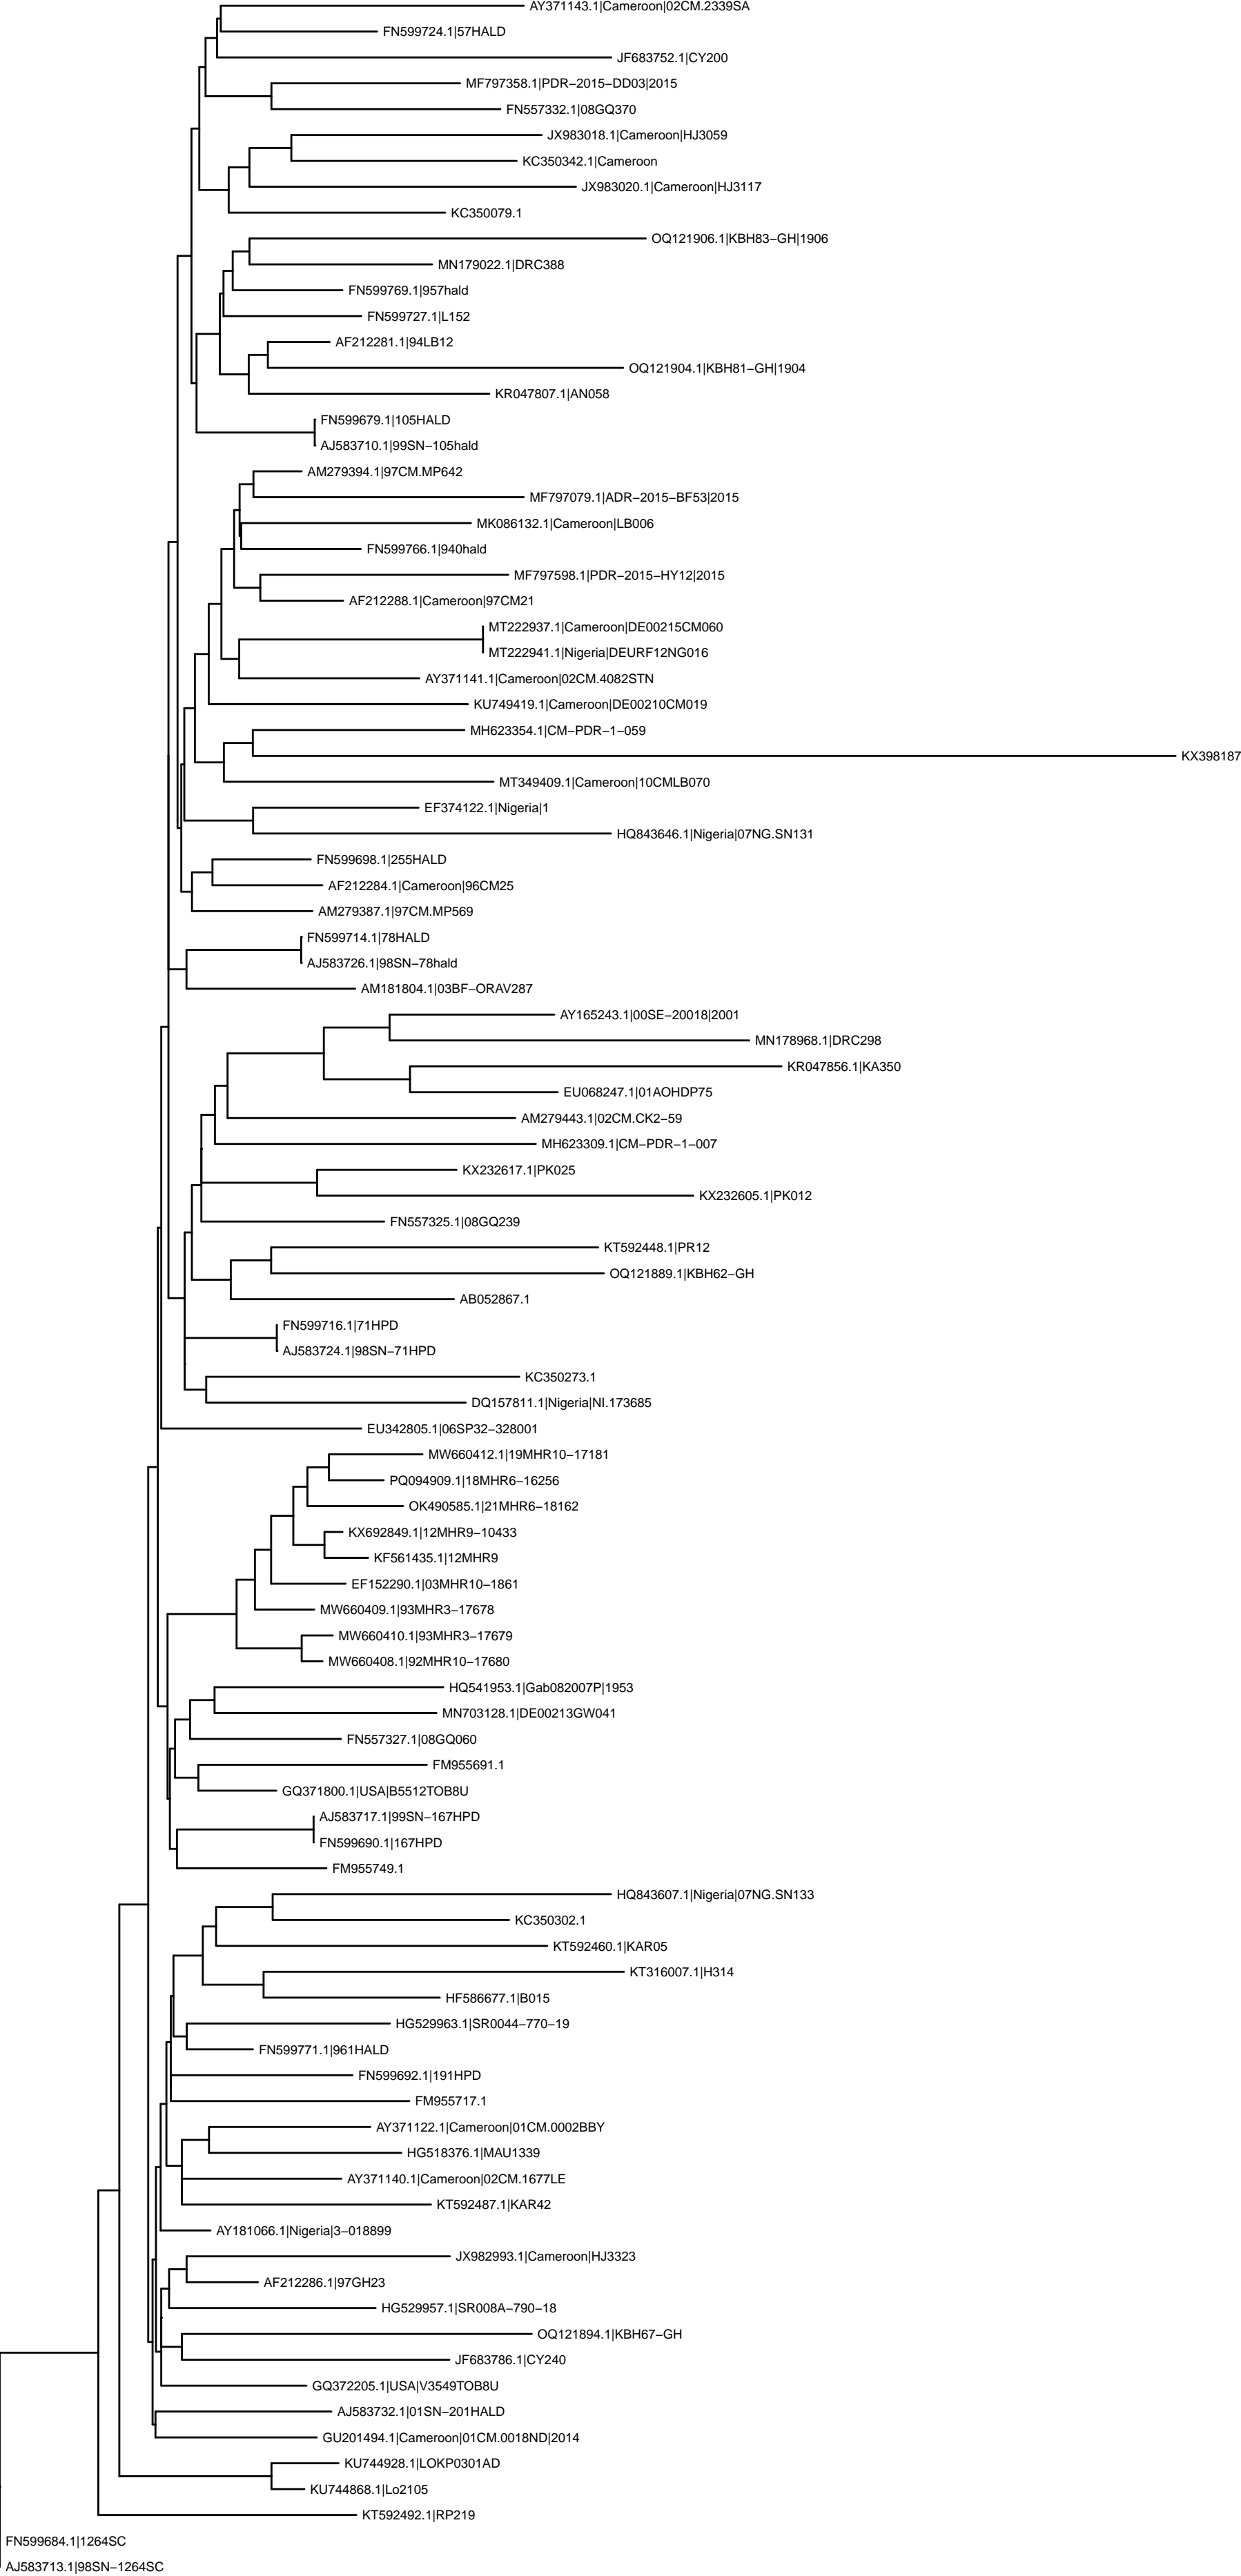 AY371143.1|Cameroon|02CM.2339SA
FN599724.1|57HALD
JF683752.1|CY200
MF797358.1|PDR−2015−DD03|2015
FN557332.1|08GQ370
JX983018.1|Cameroon|HJ3059
KC350342.1|Cameroon
JX983020.1|Cameroon|HJ3117
KC350079.1
OQ121906.1|KBH83−GH|1906
MN179022.1|DRC388
FN599769.1|957hald
FN599727.1|L152
AF212281.1|94LB12
OQ121904.1|KBH81−GH|1904
KR047807.1|AN058
FN599679.1|105HALD
AJ583710.1|99SN−105hald
AM279394.1|97CM.MP642
MF797079.1|ADR−2015−BF53|2015
MK086132.1|Cameroon|LB006
FN599766.1|940hald
MF797598.1|PDR−2015−HY12|2015
AF212288.1|Cameroon|97CM21
MT222937.1|Cameroon|DE00215CM060
MT222941.1|Nigeria|DEURF12NG016
AY371141.1|Cameroon|02CM.4082STN
KU749419.1|Cameroon|DE00210CM019
MH623354.1|CM−PDR−1−059
KX398187
MT349409.1|Cameroon|10CMLB070
EF374122.1|Nigeria|1
HQ843646.1|Nigeria|07NG.SN131
FN599698.1|255HALD
AF212284.1|Cameroon|96CM25
AM279387.1|97CM.MP569
FN599714.1|78HALD
AJ583726.1|98SN−78hald
AM181804.1|03BF−ORAV287
AY165243.1|00SE−20018|2001
MN178968.1|DRC298
KR047856.1|KA350
EU068247.1|01AOHDP75
AM279443.1|02CM.CK2−59
MH623309.1|CM−PDR−1−007
KX232617.1|PK025
KX232605.1|PK012
FN557325.1|08GQ239
KT592448.1|PR12
OQ121889.1|KBH62−GH
AB052867.1
FN599716.1|71HPD
AJ583724.1|98SN−71HPD
KC350273.1
DQ157811.1|Nigeria|NI.173685
EU342805.1|06SP32−328001
MW660412.1|19MHR10−17181
PQ094909.1|18MHR6−16256
OK490585.1|21MHR6−18162
KX692849.1|12MHR9−10433
KF561435.1|12MHR9
EF152290.1|03MHR10−1861
MW660409.1|93MHR3−17678
MW660410.1|93MHR3−17679
MW660408.1|92MHR10−17680
HQ541953.1|Gab082007P|1953
MN703128.1|DE00213GW041
FN557327.1|08GQ060
FM955691.1
GQ371800.1|USA|B5512TOB8U
AJ583717.1|99SN−167HPD
FN599690.1|167HPD
FM955749.1
HQ843607.1|Nigeria|07NG.SN133
KC350302.1
KT592460.1|KAR05
KT316007.1|H314
HF586677.1|B015
HG529963.1|SR0044−770−19
FN599771.1|961HALD
FN599692.1|191HPD
FM955717.1
AY371122.1|Cameroon|01CM.0002BBY
HG518376.1|MAU1339
AY371140.1|Cameroon|02CM.1677LE
KT592487.1|KAR42
AY181066.1|Nigeria|3−018899
JX982993.1|Cameroon|HJ3323
AF212286.1|97GH23
HG529957.1|SR008A−790−18
OQ121894.1|KBH67−GH
JF683786.1|CY240
GQ372205.1|USA|V3549TOB8U
AJ583732.1|01SN−201HALD
GU201494.1|Cameroon|01CM.0018ND|2014
KU744928.1|LOKP0301AD
KU744868.1|Lo2105
KT592492.1|RP219
FN599684.1|1264SC
AJ583713.1|98SN−1264SC